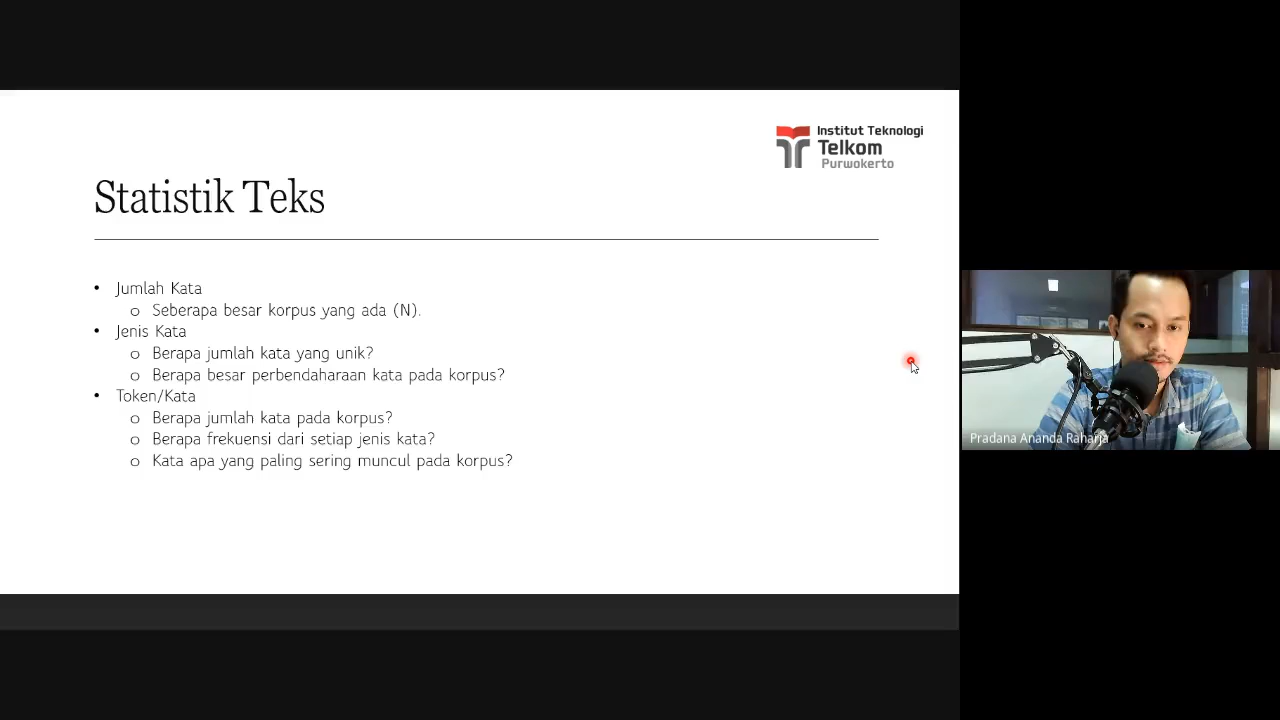 Institut Teknologi
Telkom
Purwokerto
Statistik Teks
• Jumlah Kata
o Seberapa besar korpus yang ada (N).
• Jenis Kata
o Berapa jumlah kata yang unik?
o Berapa besar perbendaharaan kata pada korpus?
• Token/Kata
o Berapa jumlah kata pada korpus?
o Berapa frekuensi dari setiap jenis kata?
o Kata apa yang paling sering muncul pada korpus?
Pradana Ananda Raharja